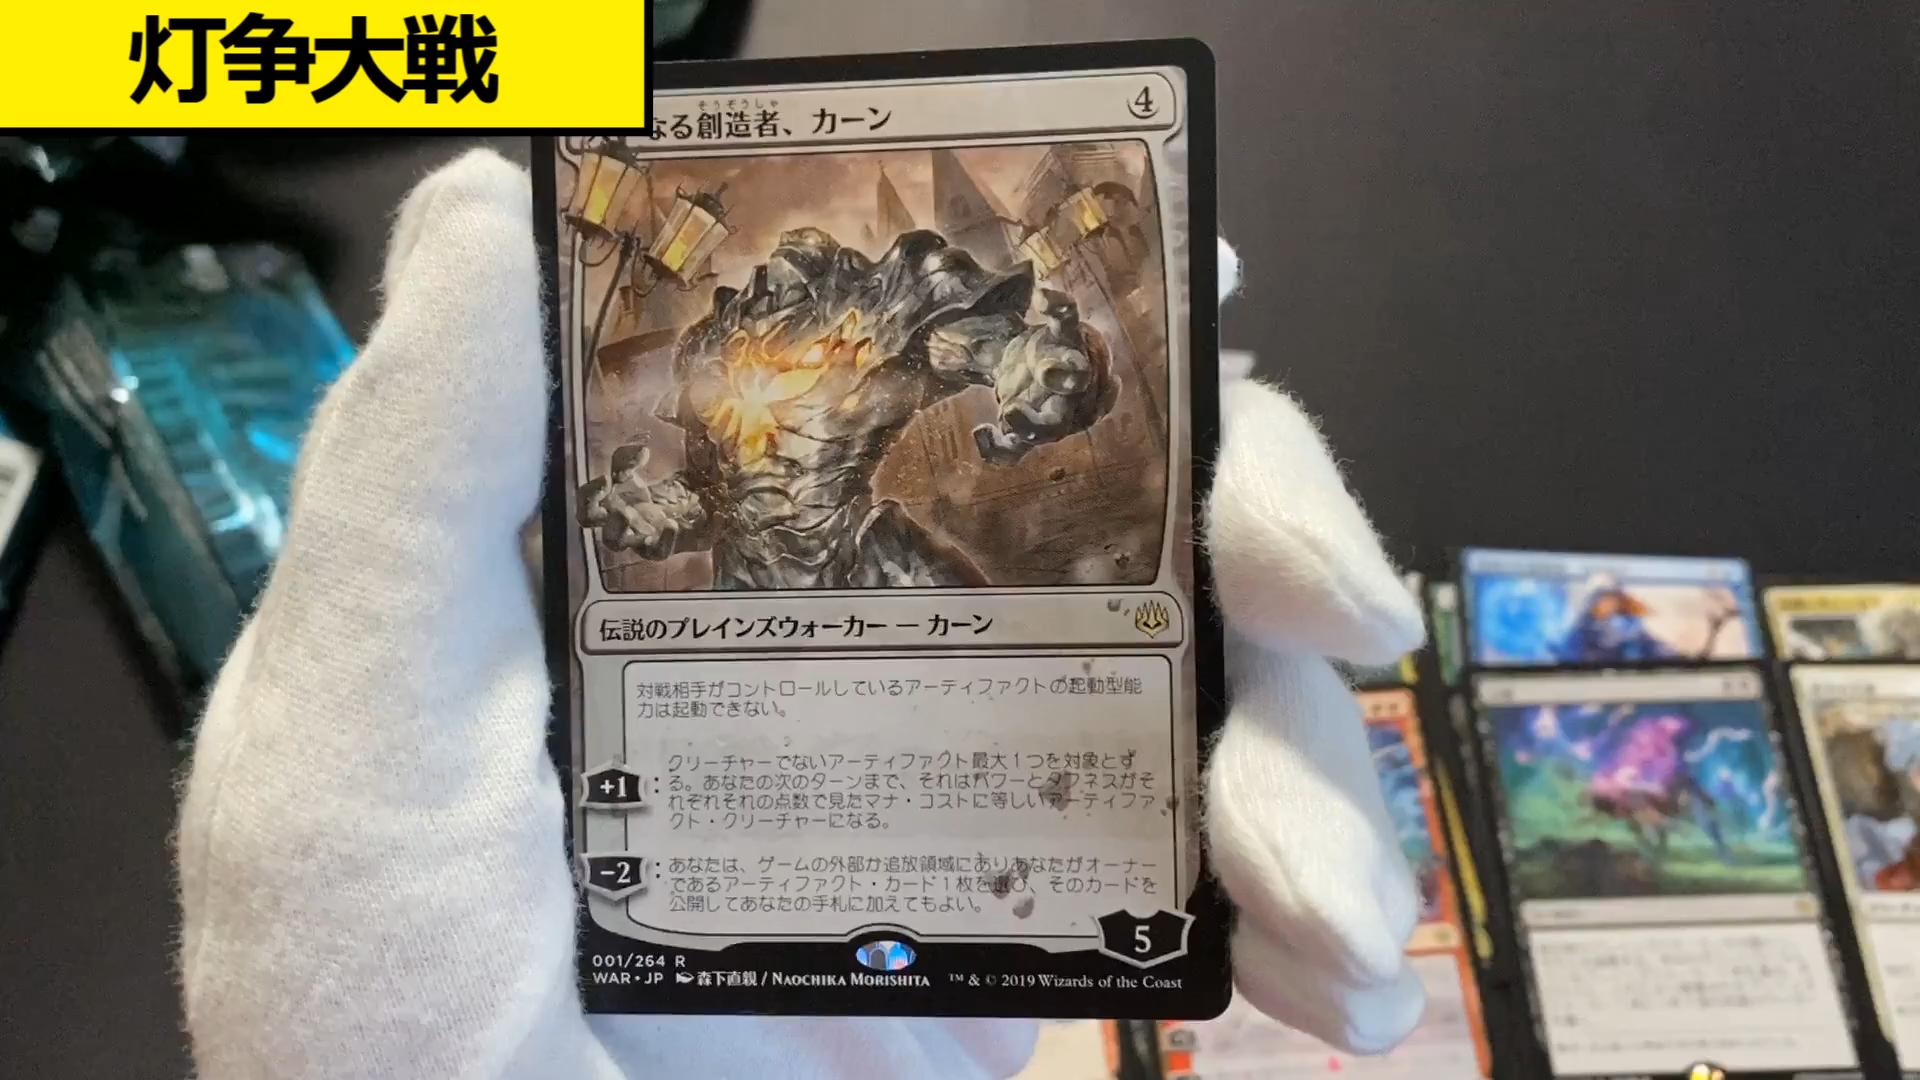 灯争大戦
そうぞうしゃ
なる創造者、カーン
4
伝説のプレインズウォーカー ― カーン
対戦相手がコントロールしているアーティファクトの起動型能
力は起動できない。
+1
:クリーチャーでないアーティファクト最大1つを対象とす
る。あなたの次のターンまで、それはパワーとタフネスがそ
れぞれそれの点数で見たマナ・コストに等しいアーティファ
クト・クリーチャーになる。
-2
:あなたは、ゲームの外部か追放領域にありあなたがオーナー
であるアーティファクト・カード1枚を選び、そのカードを
公開してあなたの手札に加えてもよい。
5
001/264 R
WAR・JP 森下直親 / NAOCHIKA MORISHITA ™ & © 2019 Wizards of the Coast